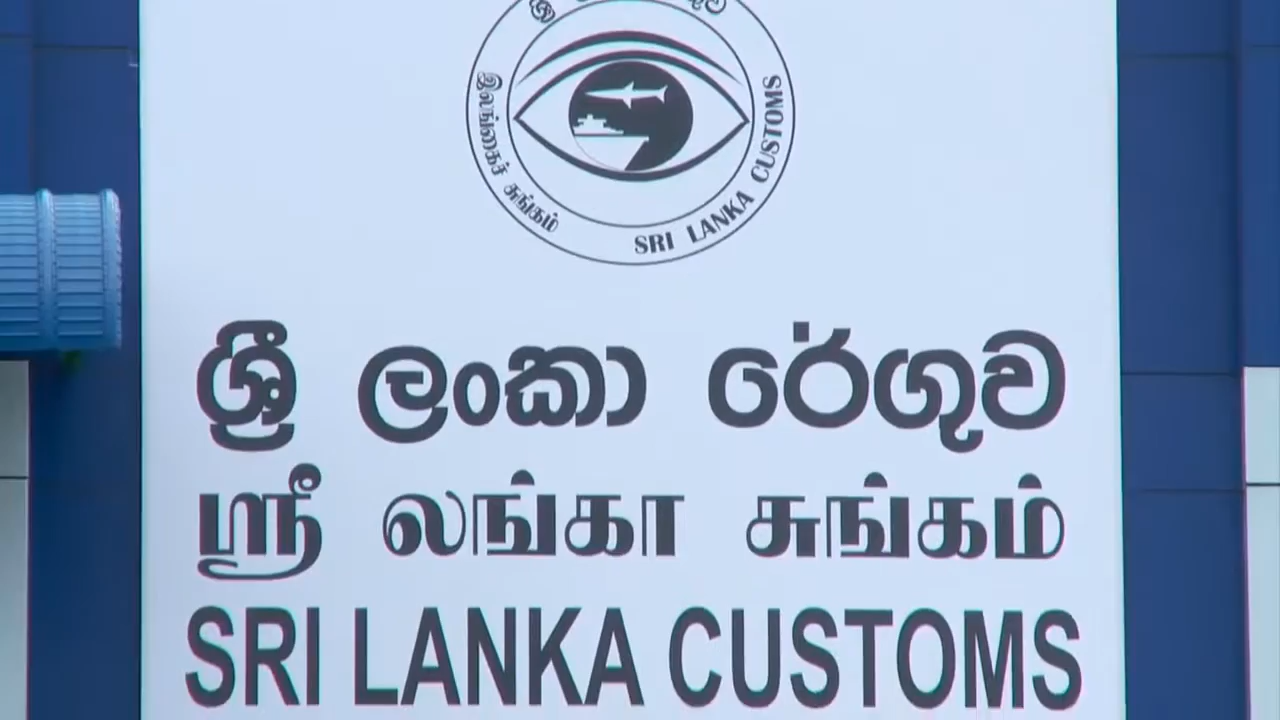 இலங்கைச் சுங்கம்
SRI LANKA CUSTOMS
ශ්‍රී ලංකා රේගුව
ஸ்ரீ லங்கா சுங்கம்
SRI LANKA CUSTOMS